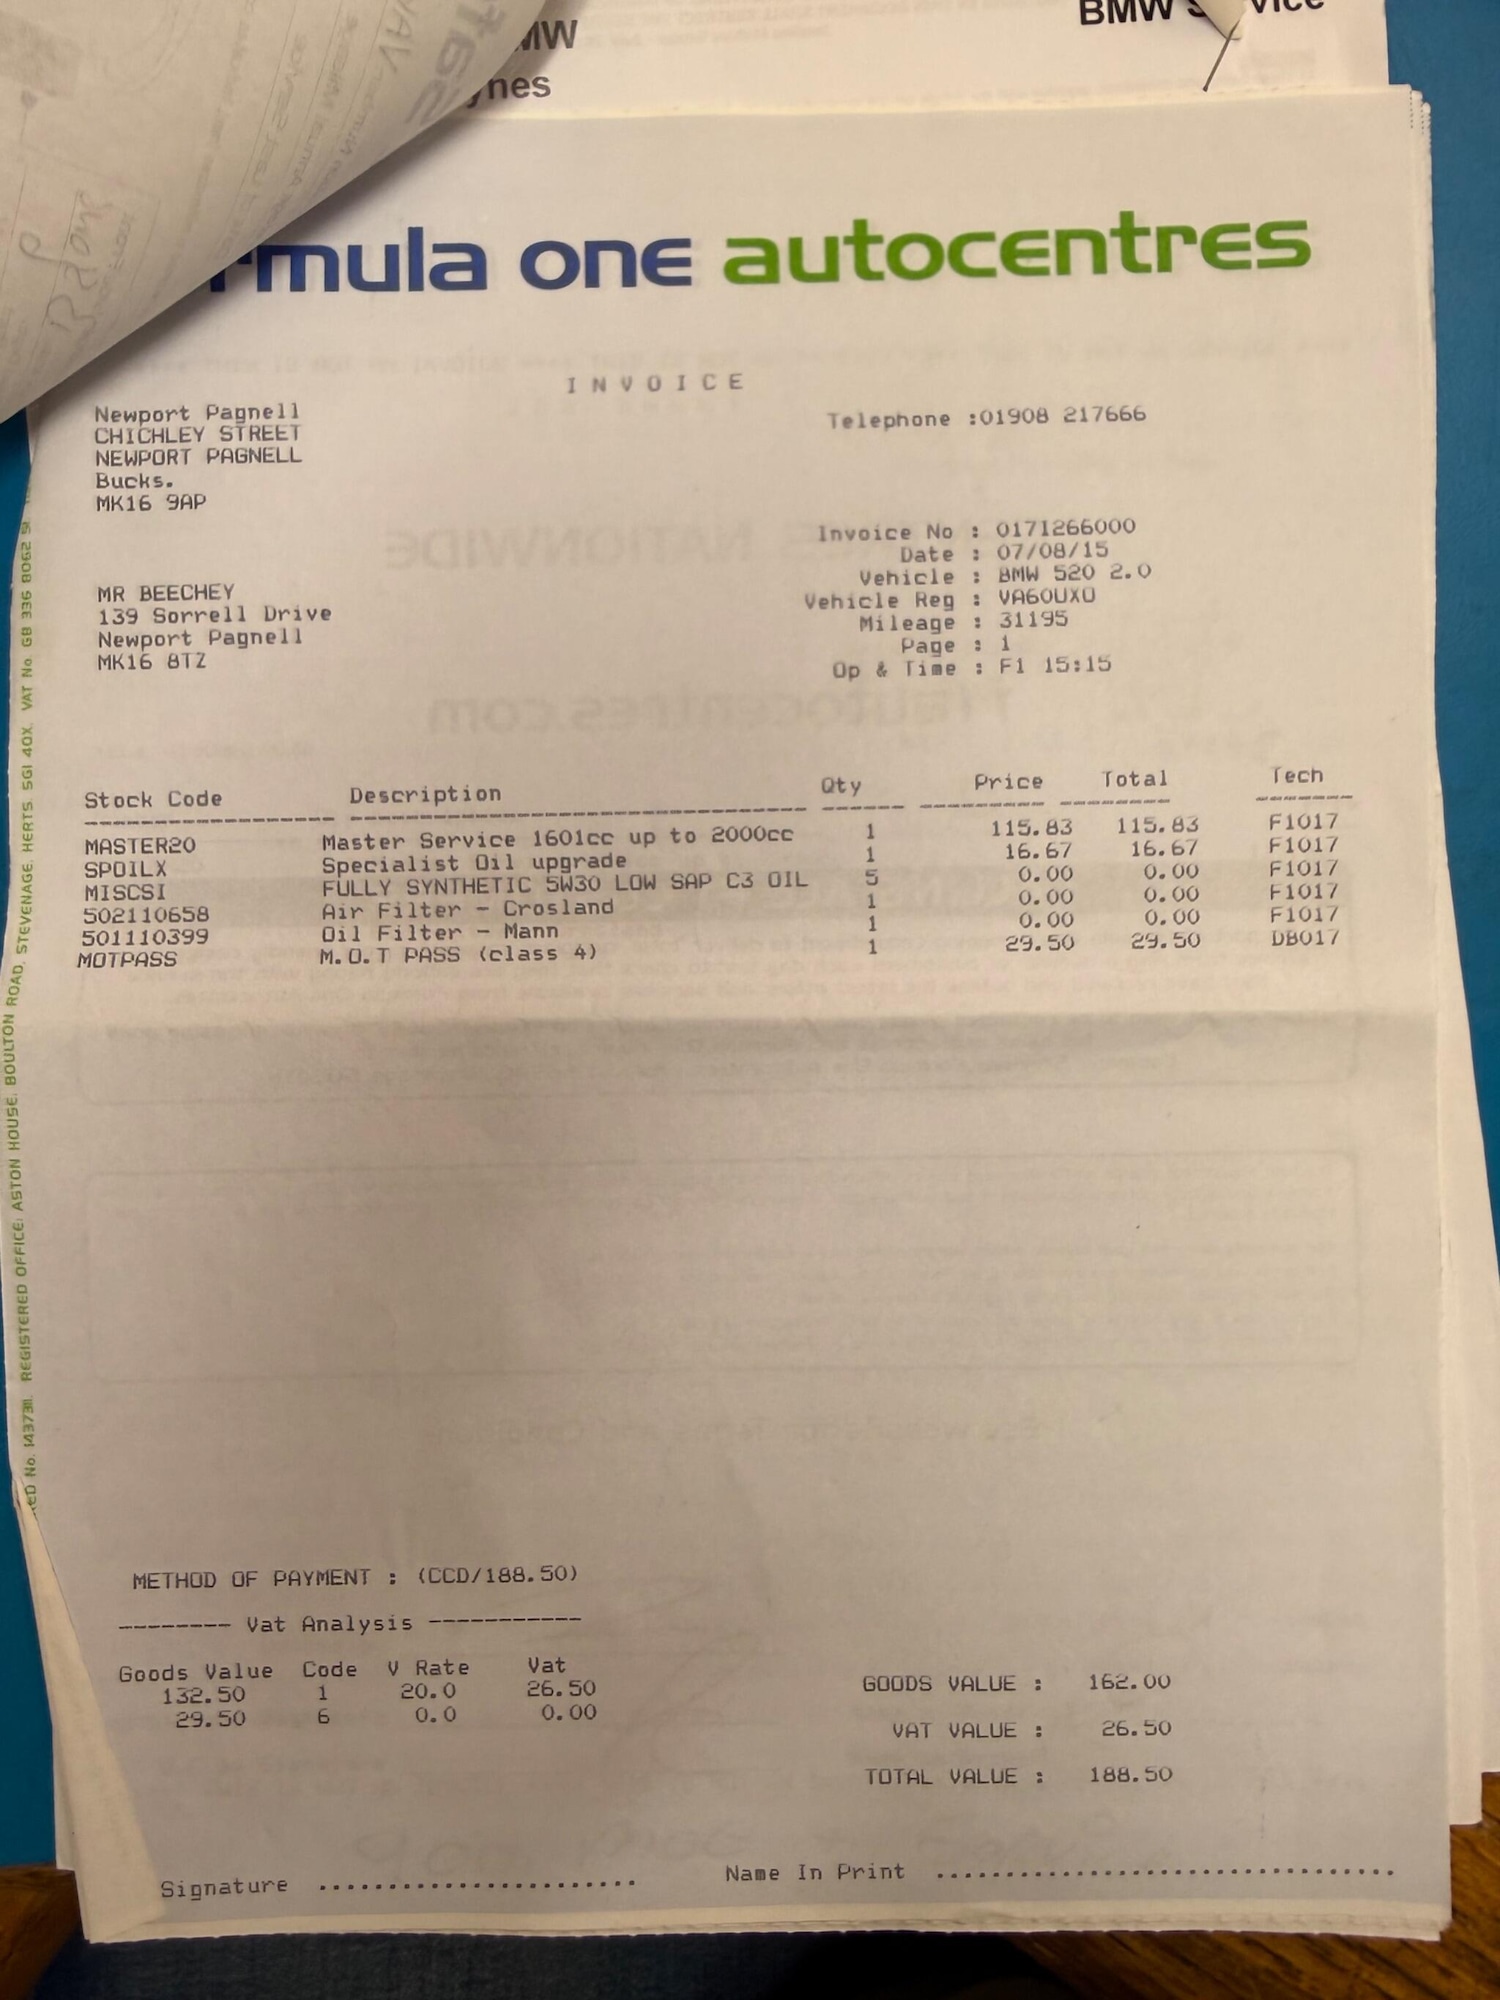 BMW
rmula one autocentres
INVOICE
Newport Pagnell
CHICHLEY STREET
NEWPORT PAGNELL
Bucks.
MK16 9AP
Telephone :01908 217666
MR BEECHEY
139 Sorrell Drive
Newport Pagnell
MK16 8TZ
Invoice No : 0171266000
Date : 07/08/15
Vehicle : BMW 520 2.0
Vehicle Reg : VA60UXO
Mileage : 31195
Page : 1
Op & Time : F1 15:15
Stock Code Description Qty Price Total Tech
MASTER20 Master Service 1601cc up to 2000cc 1 115.83 115.83 F1017
SPOILX Specialist Oil upgrade 1 16.67 16.67 F1017
MISCSI FULLY SYNTHETIC 5W30 LOW SAP C3 OIL 5 0.00 0.00 F1017
502110658 Air Filter - Crosland 1 0.00 0.00 F1017
501110399 Oil Filter - Mann 1 0.00 0.00 F1017
MOTPASS M.O.T PASS (class 4) 1 29.50 29.50 DB017
METHOD OF PAYMENT : (CCD/188.50)
-------- Vat Analysis -----------
Goods Value Code V Rate Vat
132.50 1 20.0 26.50
29.50 6 0.0 0.00
GOODS VALUE : 162.00
VAT VALUE : 26.50
TOTAL VALUE : 188.50
Signature .......................
Name In Print .................................
REGISTERED OFFICE: ASTON HOUSE, BOULTON ROAD, STEVENAGE, HERTS. SG1 4QX. VAT No. GB 336 8062